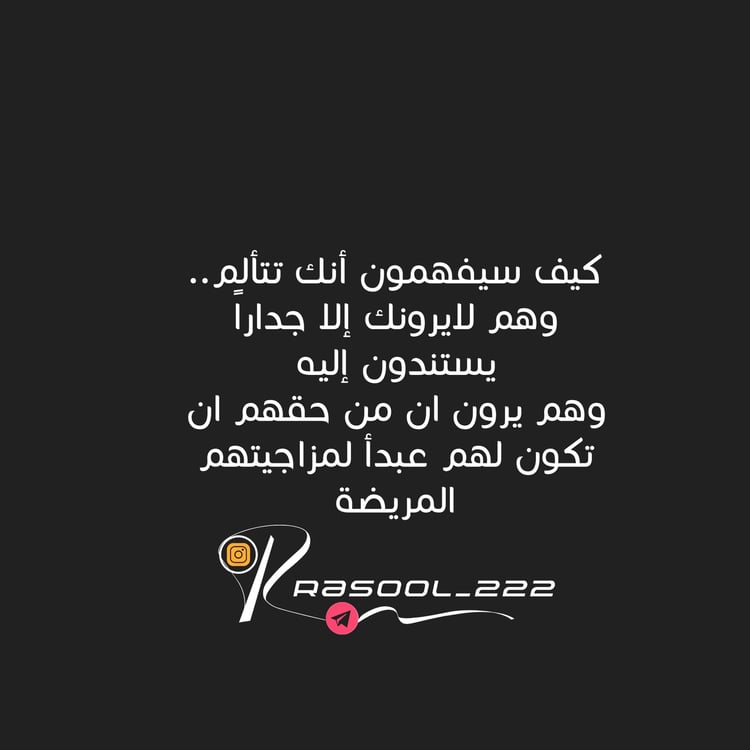 كيف سيفهمون أنك تتألم..
وهم لايرونك إلا جداراً
يستندون إليه
وهم يرون ان من حقهم ان
تكون لهم عبدأ لمزاجيتهم
المريضة
RASOOL_222